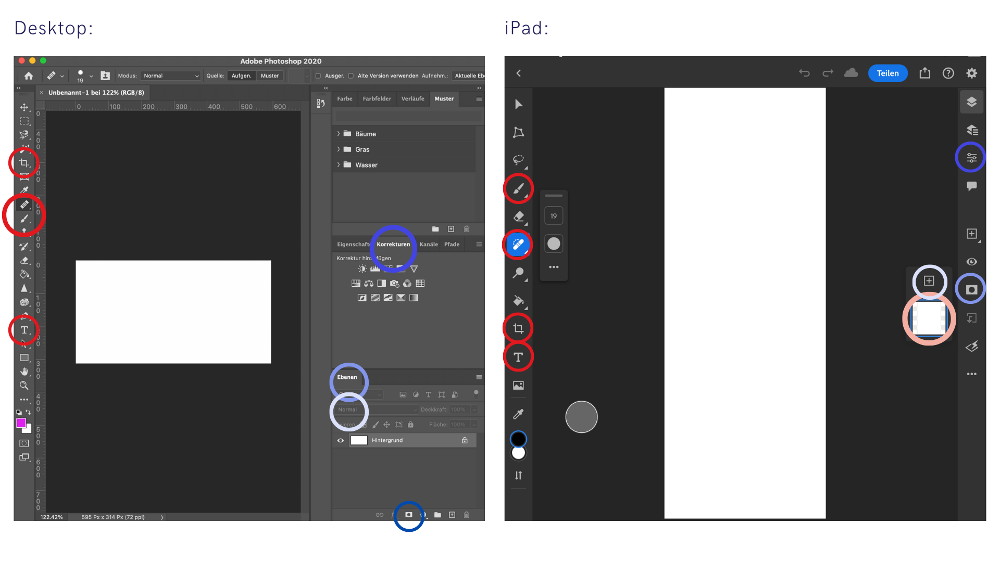 Desktop:
iPad:
Adobe Photoshop 2020
19
Modus:
Normal
Quelle:
Aufgen.
Muster
Ausger.
Alte Version verwenden
Aufnehm.:
Aktuelle Ebe
Unbenannt-1 bei 122% (RGB/8)
0 100 200 300 400 500 600
Farbe
Farbfelder
Verläufe
Muster
Bäume
Gras
Wasser
Eigenschaft
Korrekturen
Kanäle
Pfade
Korrektur hinzufügen
Ebenen
Normal
Deckkraft:
100%
Fläche:
100%
Hintergrund
122.42%
595 Px x 314 Px (72 ppi)
Teilen
19